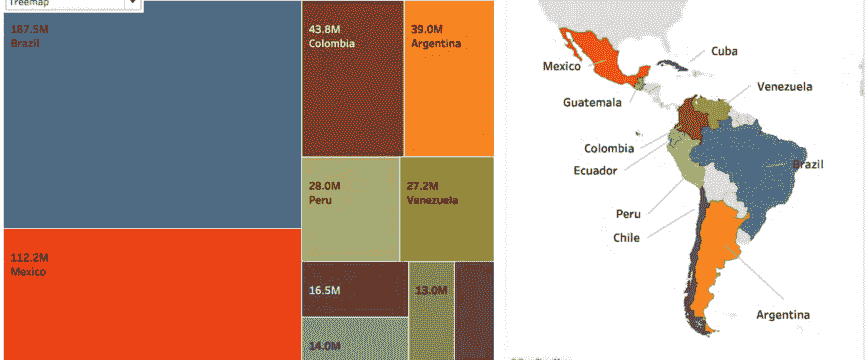 Treemap
187.5M
Brazil
43.8M
Colombia
39.0M
Argentina
28.0M
Peru
27.2M
Venezuela
112.2M
Mexico
16.5M
13.0M
14.0M
Cuba
Mexico
Venezuela
Guatemala
Colombia
Brazil
Ecuador
Peru
Chile
Argentina